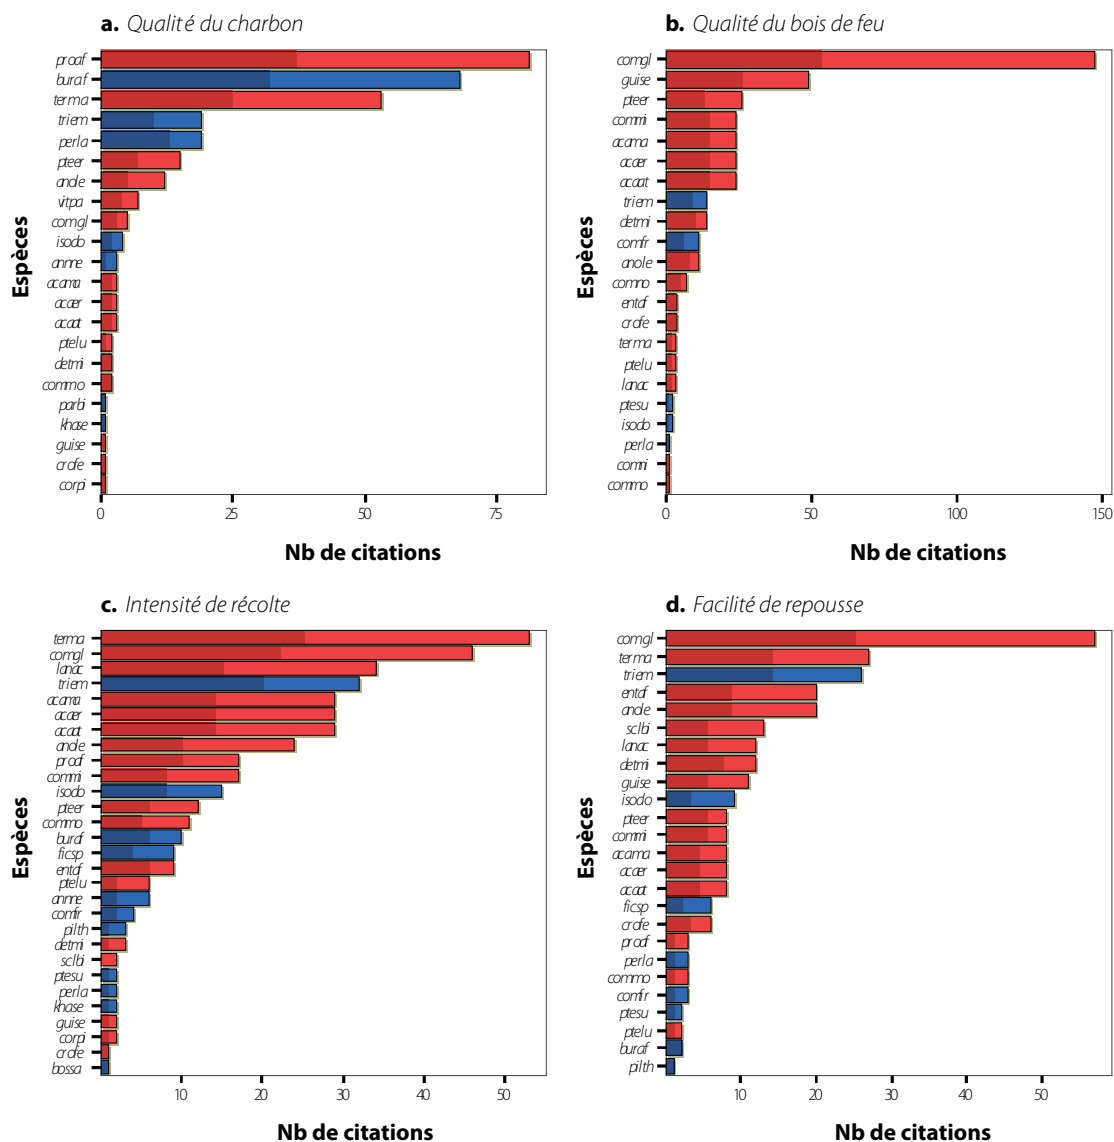 a. Qualité du charbon
Espèces
proaf
buraf
terma
triem
perla
pteer
anole
vitpa
comgl
isodo
annne
acama
acaer
acaat
ptelu
detmi
commo
parbi
khase
guise
crofe
corpi
0 25 50 75
Nb de citations
b. Qualité du bois de feu
Espèces
comgl
guise
pteer
commi
acama
acaer
acaat
triem
detmi
comfr
anole
comno
entaf
crofe
terma
ptelu
lanac
ptesu
isodo
perla
comni
commo
0 50 100 150
Nb de citations
c. Intensité de récolte
Espèces
terma
comgl
lanac
triem
acama
acaer
acaat
anole
proaf
commi
isodo
pteer
commo
buraf
ficsp
entaf
ptelu
annne
comfr
pilth
detmi
sclbi
ptesu
perla
khase
guise
corpi
crofe
bossa
10 20 30 40 50
Nb de citations
d. Facilité de repousse
Espèces
comgl
terma
triem
entaf
anole
sclbi
lanac
detmi
guise
isodo
pteer
commi
acama
acaer
acaat
ficsp
crofe
proaf
perla
commo
comfr
ptesu
ptelu
buraf
pilth
10 20 30 40 50
Nb de citations